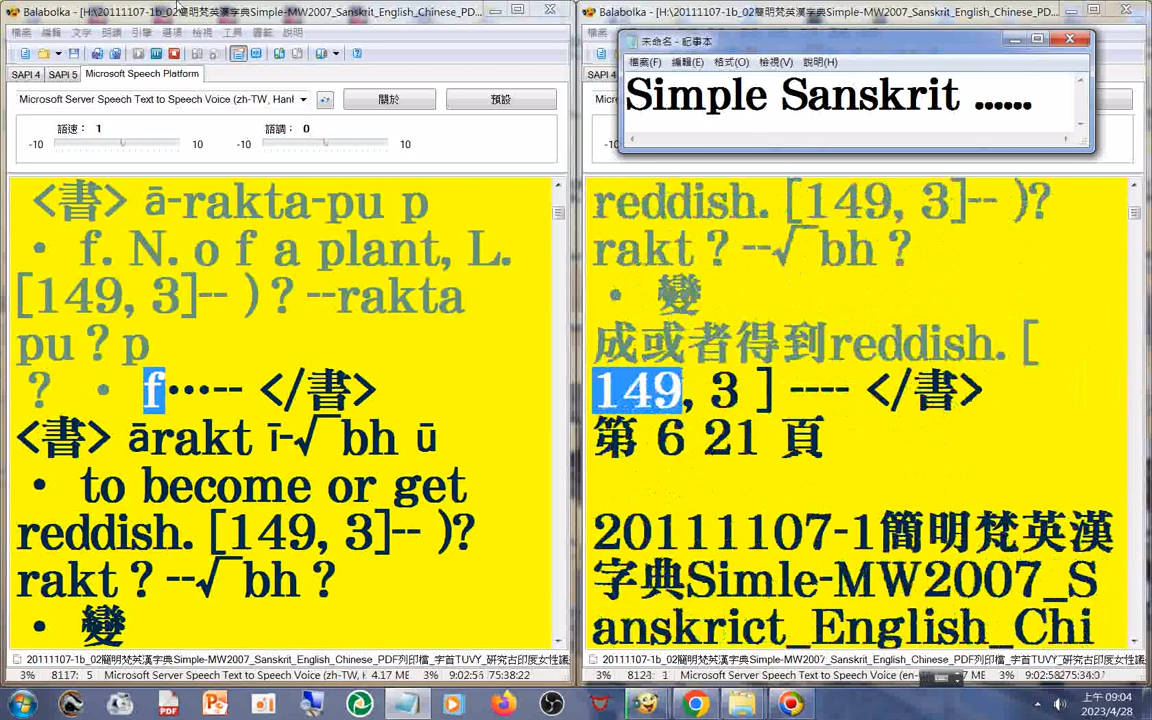 Balabolka - [H:\20111107-1b_02簡明梵英漢字典Simple-MW2007_Sanskrit_English_Chinese_PD...
檔案 編輯 文字 朗讀 引擎 選項 檢視 工具 書籤 說明
SAPI 4 SAPI 5 Microsoft Speech Platform
Microsoft Server Speech Text to Speech Voice (zh-TW, HanH 關於 預設
語速： 1 語調： 0
-10 10 -10 10
<書> ā-rakta-pu p
• f. N. o f a plant, L.
[149, 3]-- ) ? --rakta
pu ? p
? • f⋯-- </書>
<書> ārakt ī-√ bh ū
• to become or get
reddish. [149, 3]-- )?
rakt ? --√ bh ?
• 變
20111107-1b_02簡明梵英漢字典Simple-MW2007_Sanskrit_English_Chinese_PDF列印檔_字首TUVY_研究古印度女性議
3% 8117: 5 Microsoft Server Speech Text to Speech Voice (zh-TW, H 4.17 MB 3% 9:02:55/75:38:22
Balabolka - [H:\20111107-1b_02簡明梵英漢字典Simple-MW2007_Sanskrit_English_Chinese_PDF...
檔案 編輯
SAPI 4
未命名 - 記事本
檔案(F) 編輯(E) 格式(O) 檢視(V) 說明(H)
Simple Sanskrit ......
reddish. [149, 3]-- )?
rakt ? --√ bh ?
• 變
成或者得到reddish. [
149, 3 ] ---- </書>
第 6 21 頁
20111107-1簡明梵英漢
字典Simle-MW2007_S
anskrict_English_Chi
20111107-1b_02簡明梵英漢字典Simple-MW2007_Sanskrit_English_Chinese_PDF列印檔_字首TUVY_研究古印度女性議
3% 8123: 1 Microsoft Server Speech Text to Speech Voice (zh-TW, H 3% 9:02:58
上午 09:04
2023/4/28